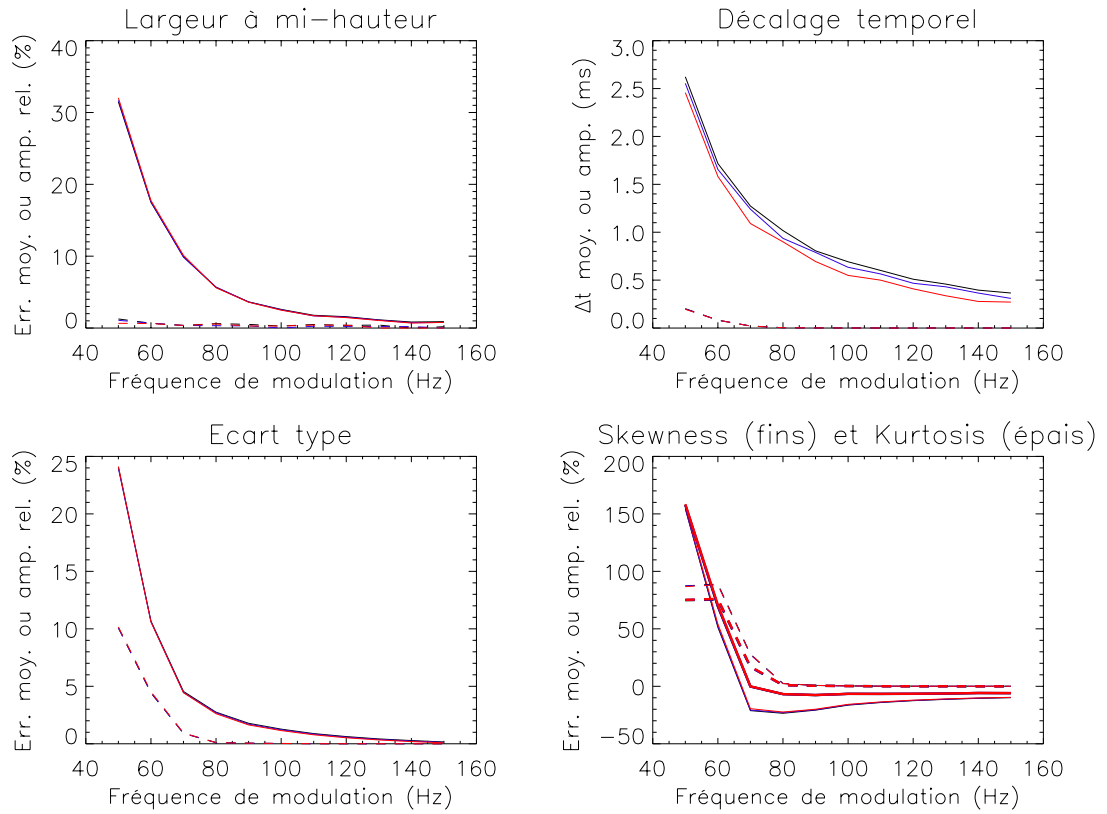 Largeur à mi-hauteur
Err. moy. ou amp. rel. (%)
40
30
20
10
0
40 60 80 100 120 140 160
Fréquence de modulation (Hz)
Décalage temporel
Δt moy. ou amp. (ms)
3.0
2.5
2.0
1.5
1.0
0.5
0.0
40 60 80 100 120 140 160
Fréquence de modulation (Hz)
Ecart type
Err. moy. ou amp. rel. (%)
25
20
15
10
5
0
40 60 80 100 120 140 160
Fréquence de modulation (Hz)
Skewness (fins) et Kurtosis (épais)
Err. moy. ou amp. rel. (%)
200
150
100
50
0
-50
40 60 80 100 120 140 160
Fréquence de modulation (Hz)